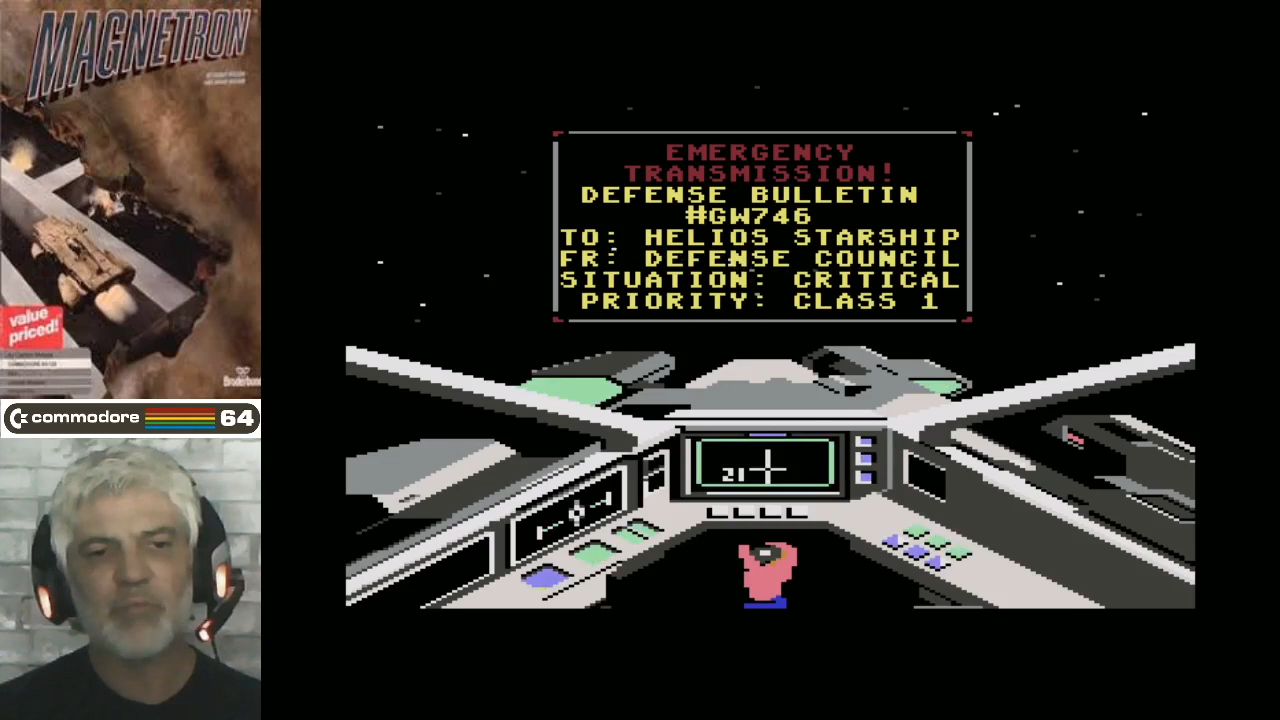 MAGNETRON
value
priced!
Brøderbund
commodore 64
EMERGENCY
TRANSMISSION!
DEFENSE BULLETIN
#GW746
TO: HELIOS STARSHIP
FR: DEFENSE COUNCIL
SITUATION: CRITICAL
PRIORITY: CLASS 1
21